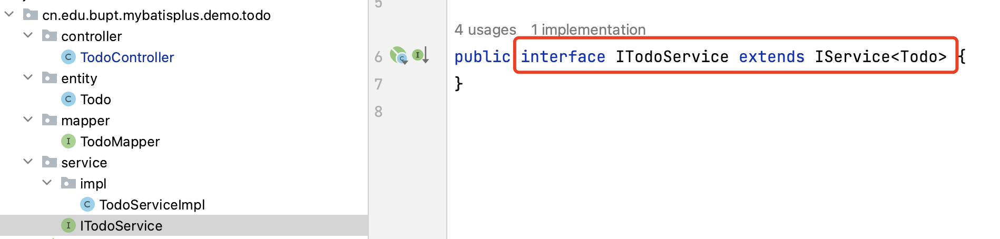 cn.edu.bupt.mybatisplus.demo.todo
controller
C TodoController
entity
C Todo
mapper
I TodoMapper
service
impl
C TodoServiceImpl
I ITodoService
5
4 usages 1 implementation
6 C I public interface ITodoService extends IService<Todo> {
7 }
8